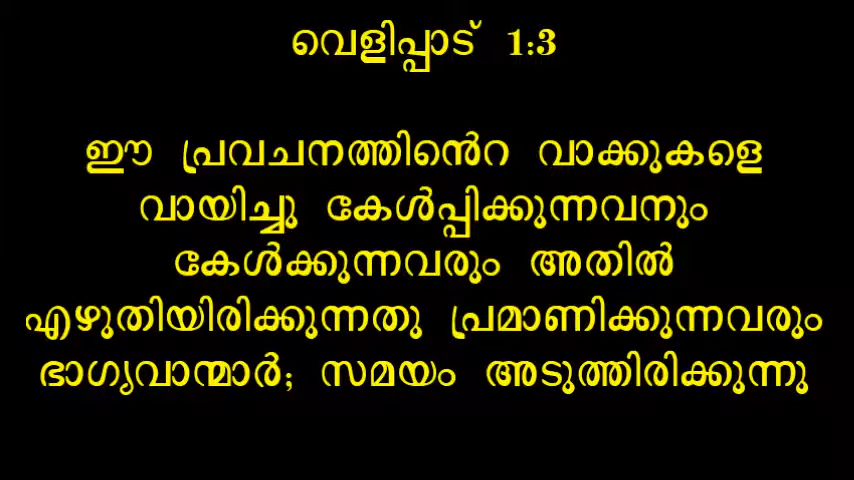 വെളിപ്പാട് 1:3
ഈ പ്രവചനത്തിൻെറ വാക്കുകളെ
വായിച്ചു കേൾപ്പിക്കുന്നവനും
കേൾക്കുന്നവരും അതിൽ
എഴുതിയിരിക്കുന്നതു പ്രമാണിക്കുന്നവരും
ഭാഗ്യവാന്മാർ; സമയം അടുത്തിരിക്കുന്നു